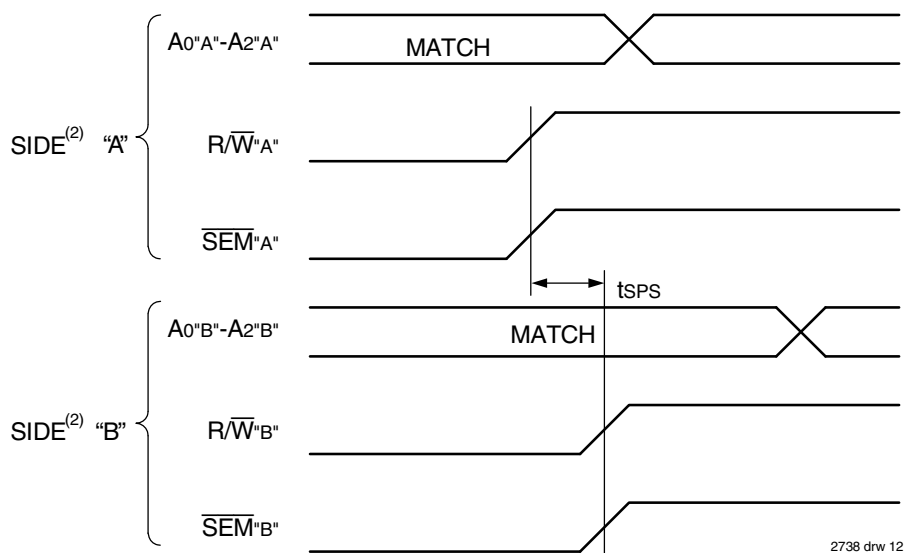 A0"A"-A2"A"
MATCH
SIDE(2) “A”
R/W"A"
SEM"A"
tSPS
A0"B"-A2"B"
MATCH
SIDE(2) “B”
R/W"B"
SEM"B"
2738 drw 12